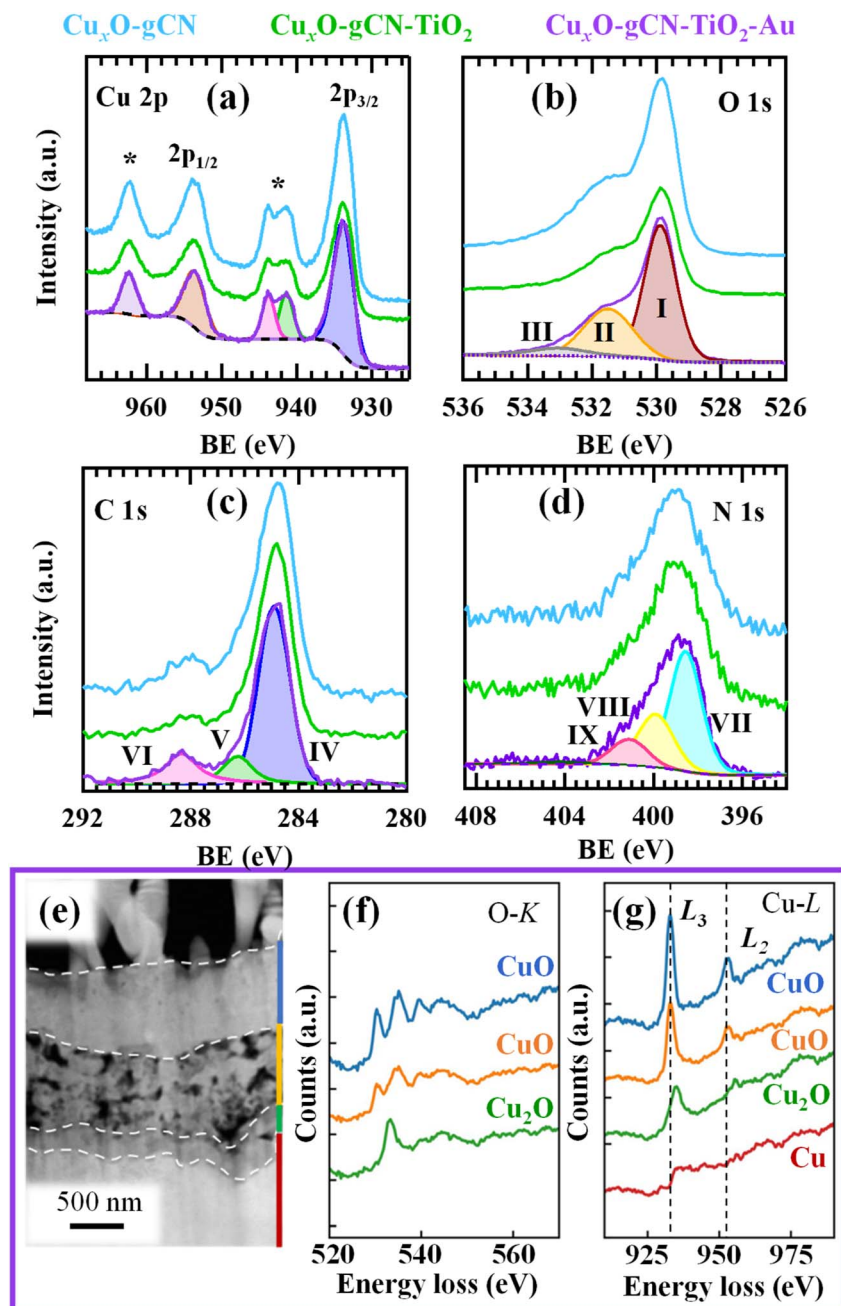 CuₓO-gCN CuₓO-gCN-TiO₂ CuₓO-gCN-TiO₂-Au
Cu 2p (a) 2p₃/₂
* 2p₁/₂ *
Intensity (a.u.)
960 950 940 930
BE (eV)
(b) O 1s
I
II
III
536 534 532 530 528 526
BE (eV)
C 1s (c)
Intensity (a.u.)
VI V IV
292 288 284 280
BE (eV)
(d) N 1s
VIII
IX VII
408 404 400 396
BE (eV)
(e)
500 nm
(f) O-K
CuO
CuO
Cu₂O
Counts (a.u.)
520 540 560
Energy loss (eV)
(g) L₃ Cu-L
L₂
CuO
CuO
Cu₂O
Cu
Counts (a.u.)
925 950 975
Energy loss (eV)